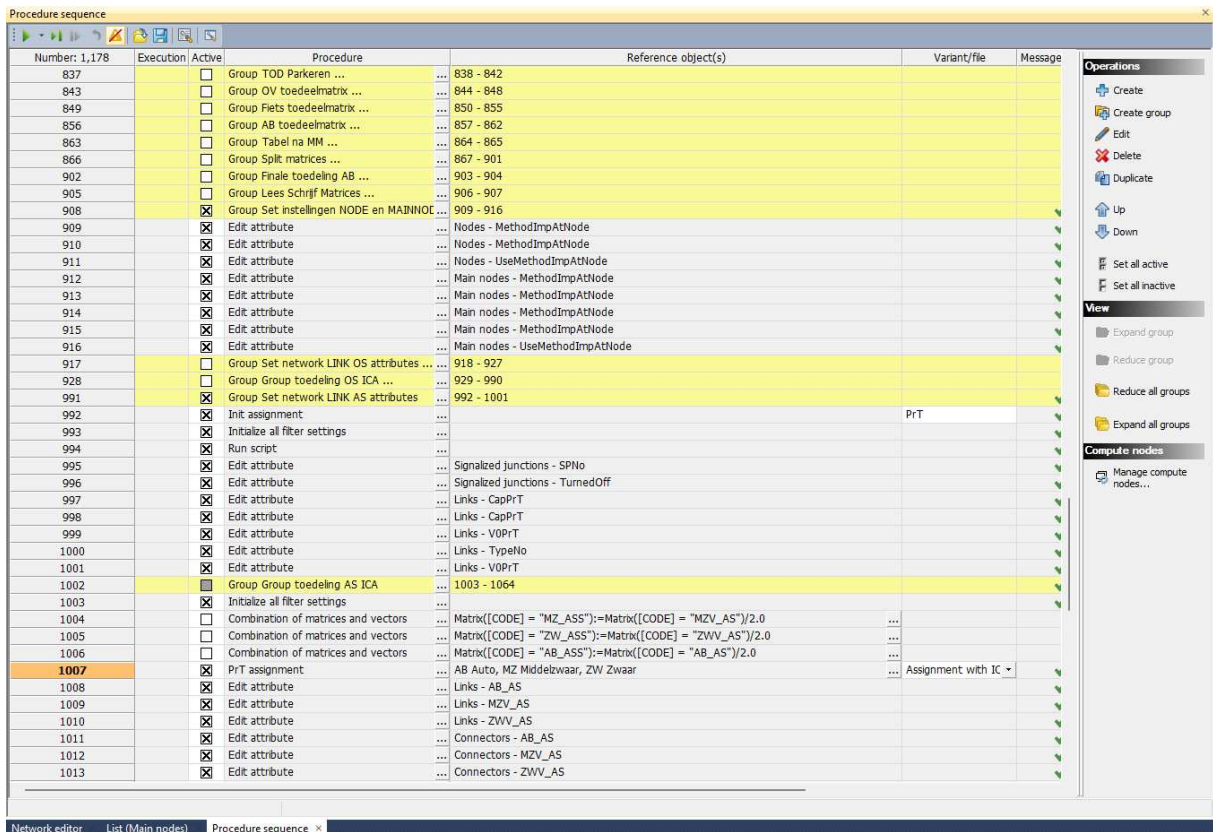 Procedure sequence
Number: 1,178 Execution Active Procedure Reference object(s) Variant/file Message
837 Group TOD Parkeren ... ... 838 - 842
843 Group OV toedeelmatrix ... ... 844 - 848
849 Group Fiets toedeelmatrix ... ... 850 - 855
856 Group AB toedeelmatrix ... ... 857 - 862
863 Group Tabel na MM ... ... 864 - 865
866 Group Split matrices ... ... 867 - 901
902 Group Finale toedeling AB ... ... 903 - 904
905 Group Lees Schrijf Matrices ... ... 906 - 907
908 Group Set instellingen NODE en MAINNOD ... 909 - 916
909 Edit attribute ... Nodes - MethodImpAtNode
910 Edit attribute ... Nodes - MethodImpAtNode
911 Edit attribute ... Nodes - UseMethodImpAtNode
912 Edit attribute ... Main nodes - MethodImpAtNode
913 Edit attribute ... Main nodes - MethodImpAtNode
914 Edit attribute ... Main nodes - MethodImpAtNode
915 Edit attribute ... Main nodes - MethodImpAtNode
916 Edit attribute ... Main nodes - UseMethodImpAtNode
917 Group Set network LINK OS attributes ... ... 918 - 927
928 Group Group toedeling OS ICA ... ... 929 - 990
991 Group Set network LINK AS attributes ... 992 - 1001
992 Init assignment ... PrT
993 Initialize all filter settings ...
994 Run script ...
995 Edit attribute ... Signalized junctions - SPNo
996 Edit attribute ... Signalized junctions - TurnedOff
997 Edit attribute ... Links - CapPrT
998 Edit attribute ... Links - CapPrT
999 Edit attribute ... Links - V0PrT
1000 Edit attribute ... Links - TypeNo
1001 Edit attribute ... Links - V0PrT
1002 Group Group toedeling AS ICA ... 1003 - 1064
1003 Initialize all filter settings ...
1004 Combination of matrices and vectors ... Matrix([CODE] = "MZ_ASS"):=Matrix([CODE] = "MZV_AS")/2.0 ...
1005 Combination of matrices and vectors ... Matrix([CODE] = "ZW_ASS"):=Matrix([CODE] = "ZWV_AS")/2.0 ...
1006 Combination of matrices and vectors ... Matrix([CODE] = "AB_ASS"):=Matrix([CODE] = "AB_AS")/2.0 ...
1007 PrT assignment ... AB Auto, MZ Middelzwaar, ZW Zwaar ... Assignment with IC
1008 Edit attribute ... Links - AB_AS
1009 Edit attribute ... Links - MZV_AS
1010 Edit attribute ... Links - ZWV_AS
1011 Edit attribute ... Connectors - AB_AS
1012 Edit attribute ... Connectors - MZV_AS
1013 Edit attribute ... Connectors - ZWV_AS
Operations
Create
Create group
Edit
Delete
Duplicate
Up
Down
Set all active
Set all inactive
View
Expand group
Reduce group
Reduce all groups
Expand all groups
Compute nodes
Manage compute
nodes...
Network editor List (Main nodes) Procedure sequence ×